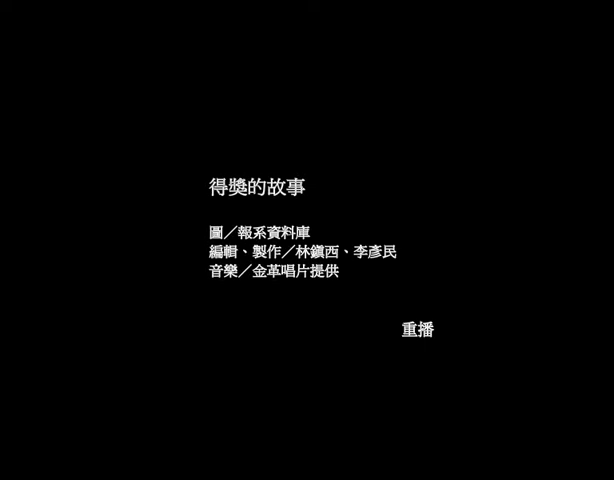 得獎的故事
圖／報系資料庫
編輯、製作／林鎮西、李彥民
音樂／金革唱片提供
重播